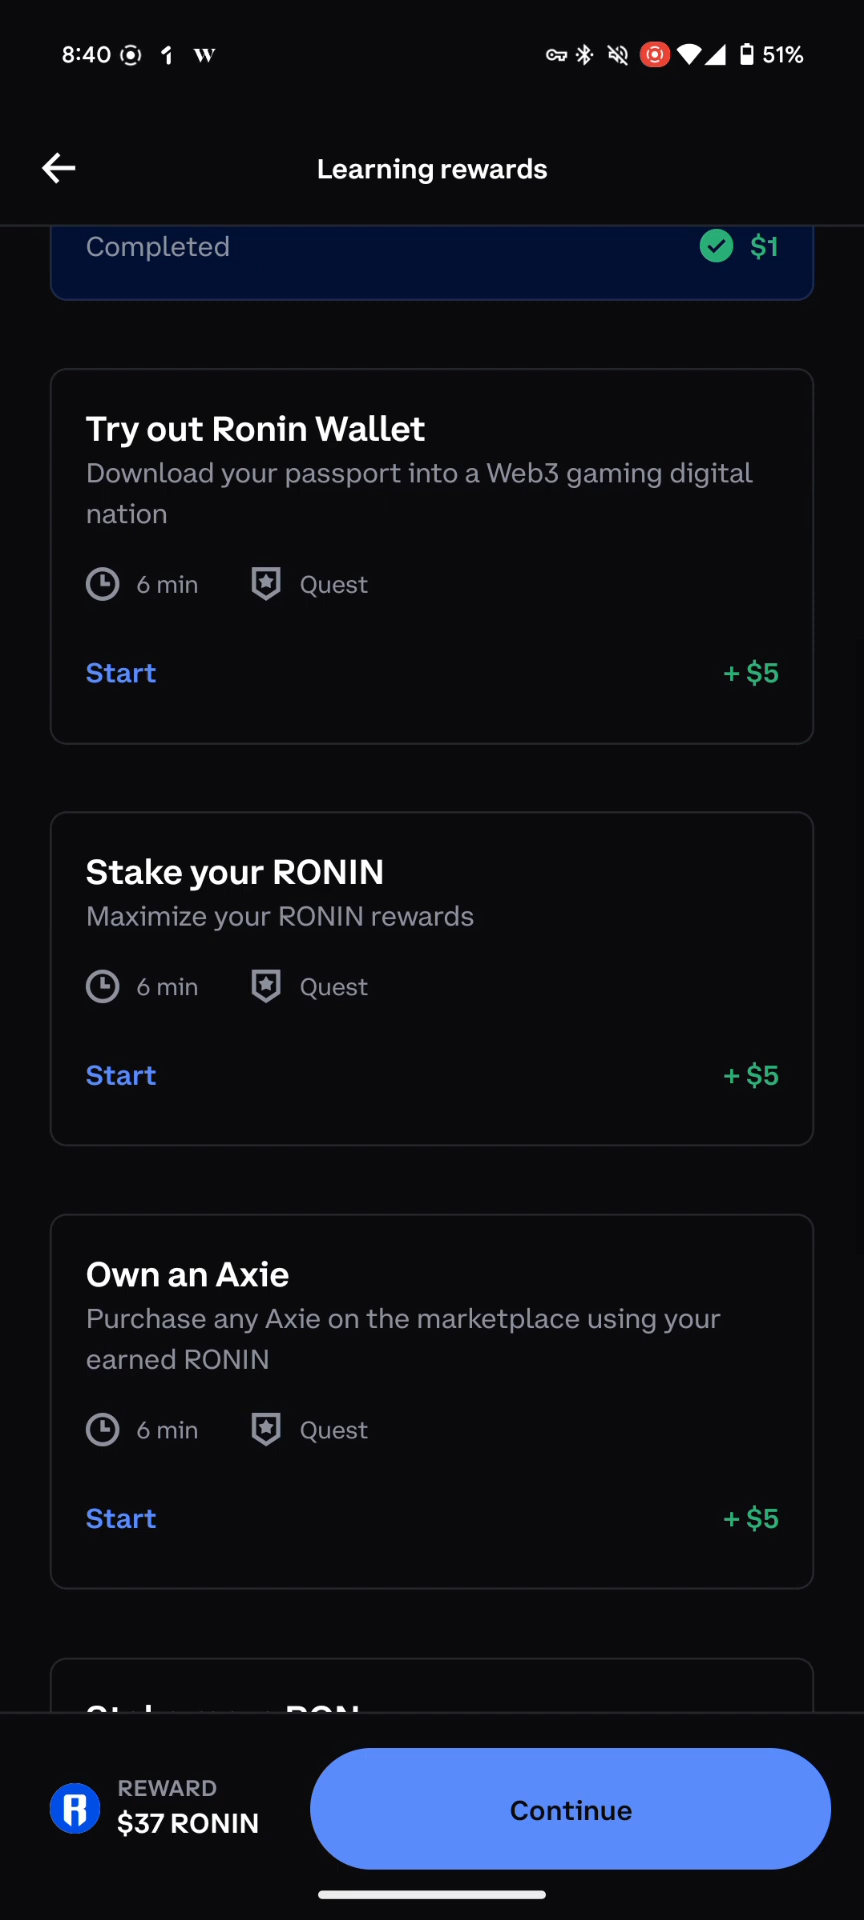 8:40
51%
Learning rewards
Completed
$1
Try out Ronin Wallet
Download your passport into a Web3 gaming digital
nation
6 min
Quest
Start
+ $5
Stake your RONIN
Maximize your RONIN rewards
6 min
Quest
Start
+ $5
Own an Axie
Purchase any Axie on the marketplace using your
earned RONIN
6 min
Quest
Start
+ $5
REWARD
$37 RONIN
Continue